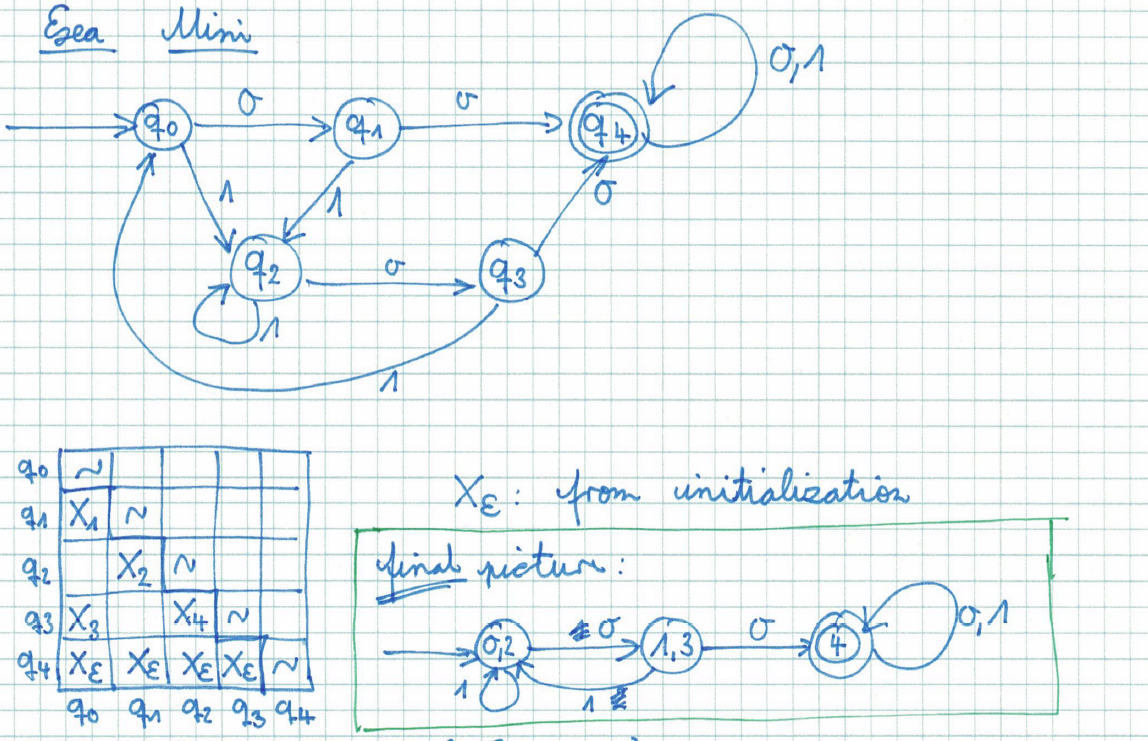 Esea Mini
0 0 0,1
q0 q1 q4
1 1 0
q2 0 q3
1
1
q0 ~
q1 X1 ~
q2 X2 ~
q3 X3 X4 ~
q4 Xε Xε Xε Xε ~
q0 q1 q2 q3 q4
Xε: from initialization
final picture:
0,2 0 1,3 0 4 0,1
1 1